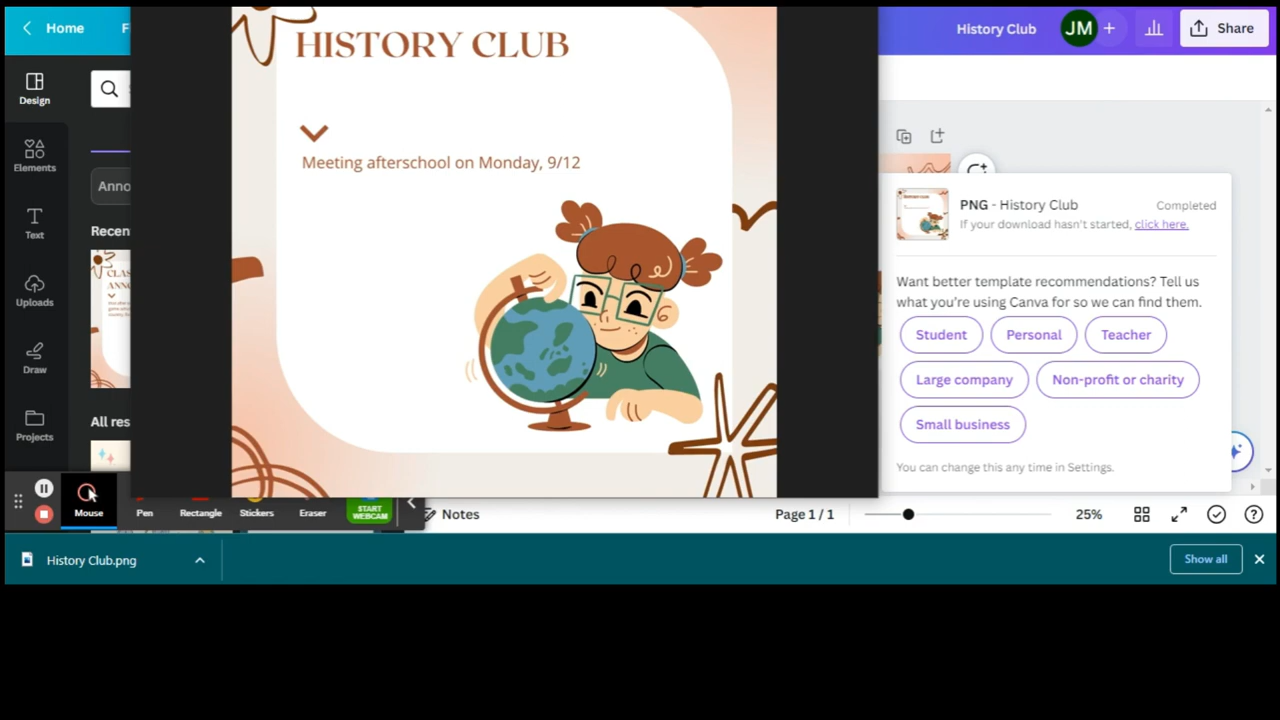 Home
F
History Club
JM
Share
Design
Elements
Text
Uploads
Draw
Projects
Anno
Recen
CLAS
All res
HISTORY CLUB
Meeting afterschool on Monday, 9/12
PNG - History Club
Completed
If your download hasn't started, click here.
Want better template recommendations? Tell us
what you're using Canva for so we can find them.
Student
Personal
Teacher
Large company
Non-profit or charity
Small business
You can change this any time in Settings.
Mouse
Pen
Rectangle
Stickers
Eraser
START
WEBCAM
Notes
Page 1 / 1
25%
History Club.png
Show all